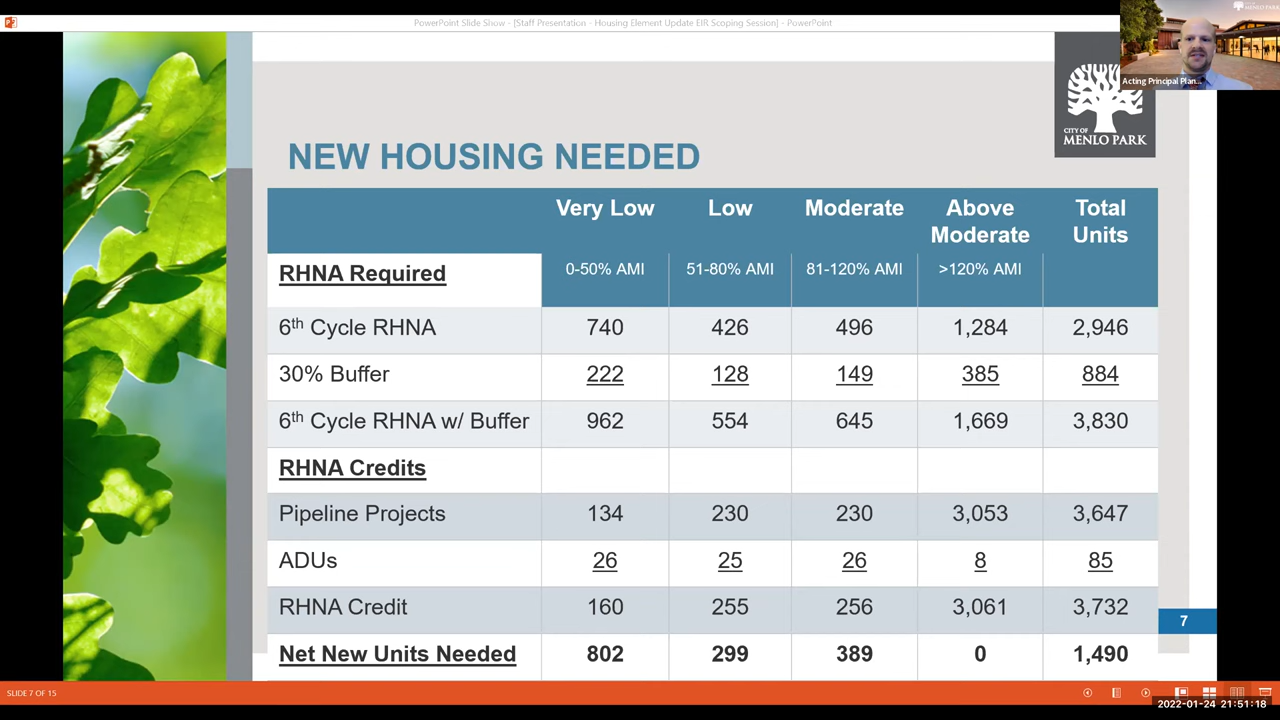 PowerPoint Slide Show - [Staff Presentation - Housing Element Update EIR Scoping Session] - PowerPoint
MENLO PARK
Acting Principal Plan...
CITY OF
MENLO PARK
NEW HOUSING NEEDED
Very Low Low Moderate Above Moderate Total Units
RHNA Required 0-50% AMI 51-80% AMI 81-120% AMI >120% AMI
6th Cycle RHNA 740 426 496 1,284 2,946
30% Buffer 222 128 149 385 884
6th Cycle RHNA w/ Buffer 962 554 645 1,669 3,830
RHNA Credits
Pipeline Projects 134 230 230 3,053 3,647
ADUs 26 25 26 8 85
RHNA Credit 160 255 256 3,061 3,732
7
Net New Units Needed 802 299 389 0 1,490
SLIDE 7 OF 15
2022-01-24 21:51:18